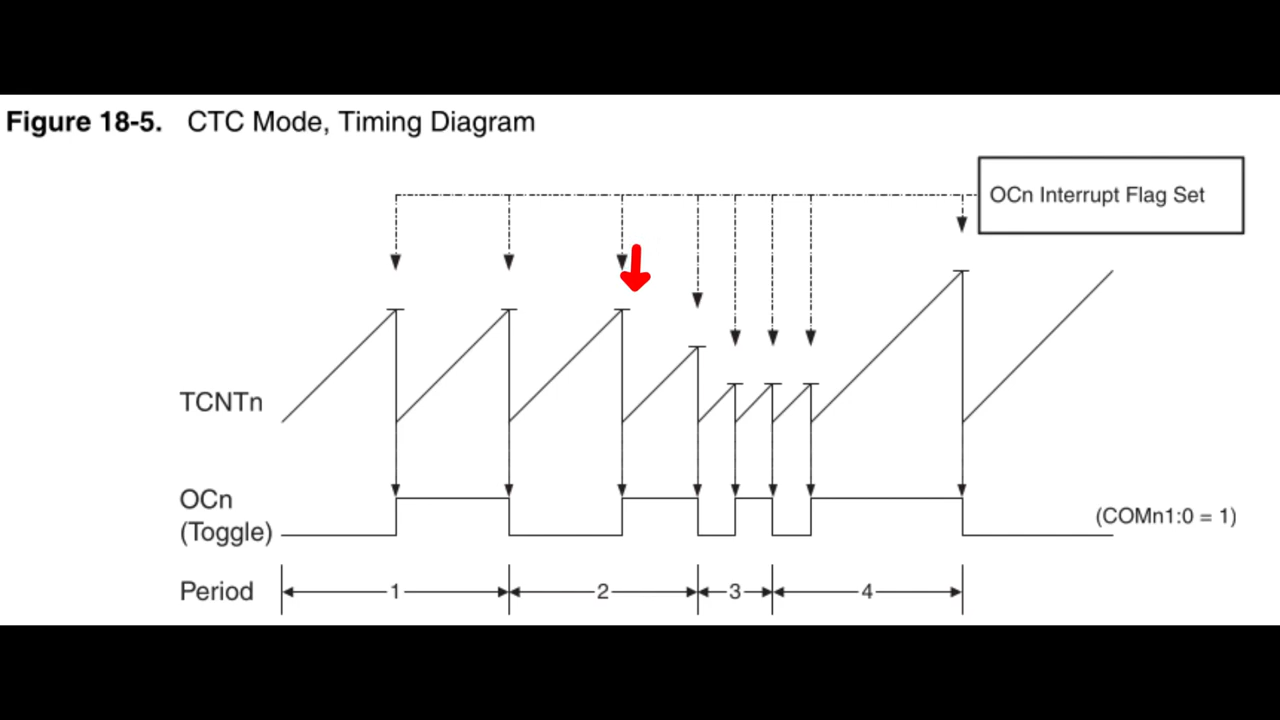 Figure 18-5. CTC Mode, Timing Diagram
OCn Interrupt Flag Set
TCNTn
OCn
(Toggle)
(COMn1:0 = 1)
Period
1
2
3
4